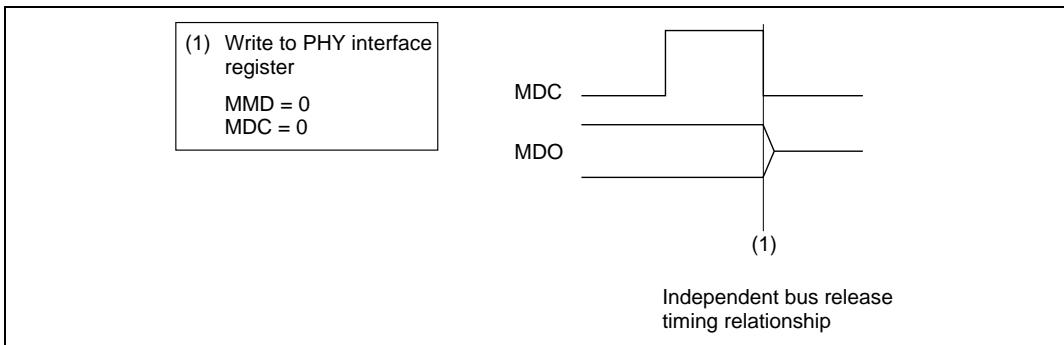 (1) Write to PHY interface
register
MMD = 0
MDC = 0
MDC
MDO
(1)
Independent bus release
timing relationship